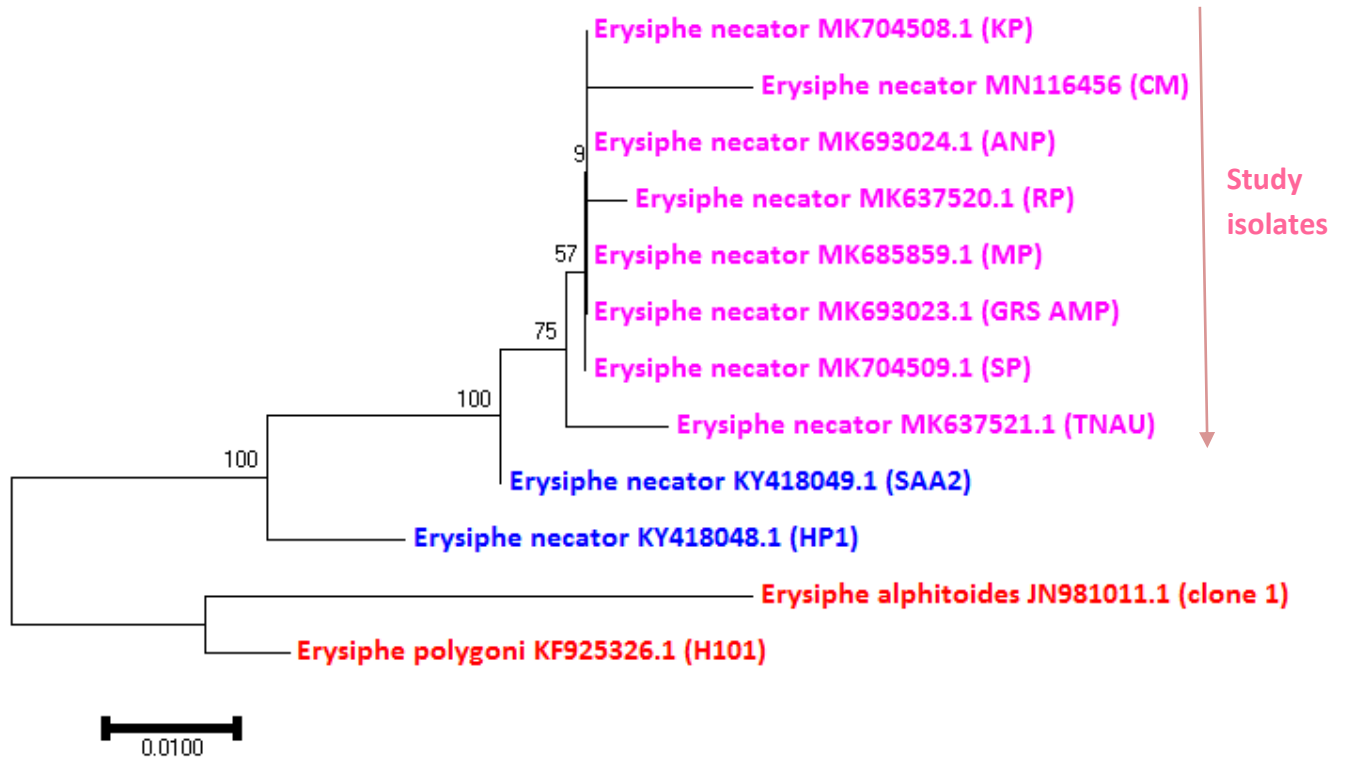 Erysiphe necator MK704508.1 (KP)
Erysiphe necator MN116456 (CM)
Erysiphe necator MK693024.1 (ANP)
9
Erysiphe necator MK637520.1 (RP)
Study
isolates
Erysiphe necator MK685859.1 (MP)
57
Erysiphe necator MK693023.1 (GRS AMP)
75
Erysiphe necator MK704509.1 (SP)
100
Erysiphe necator MK637521.1 (TNAU)
100
Erysiphe necator KY418049.1 (SAA2)
Erysiphe necator KY418048.1 (HP1)
Erysiphe alphitoides JN981011.1 (clone 1)
Erysiphe polygoni KF925326.1 (H101)
0.0100